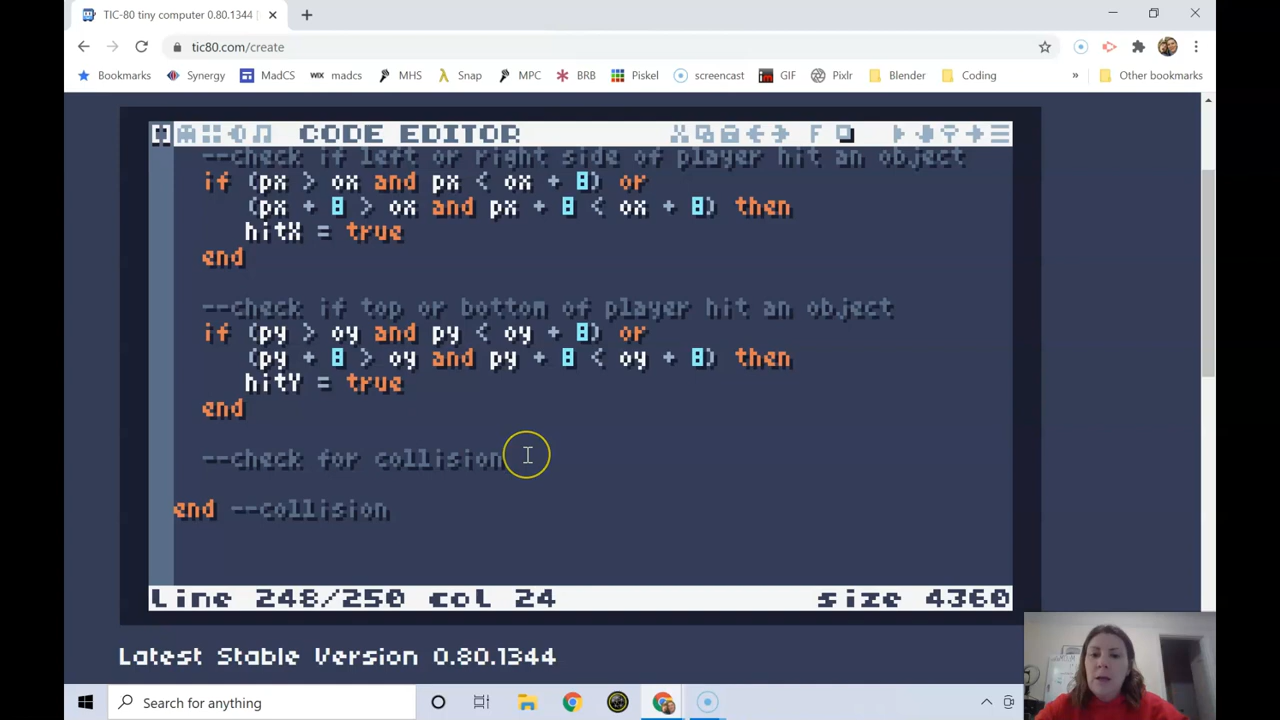 TIC-80 tiny computer 0.80.1344
tic80.com/create
Bookmarks Synergy MadCS WIX madcs MHS Snap MPC BRB Piskel screencast im GIF Pixlr Blender Coding » Other bookmarks
CODE EDITOR F
--check if left or right side of player hit an object
if (px > ox and px < ox + 8) or
(px + 8 > ox and px + 8 < ox + 8) then
hitX = true
end
--check if top or bottom of player hit an object
if (py > oy and py < oy + 8) or
(py + 8 > oy and py + 8 < oy + 8) then
hitY = true
end
--check for collision
end --collision
Line 248/250 col 24 size 4360
Latest Stable Version 0.80.1344
Search for anything